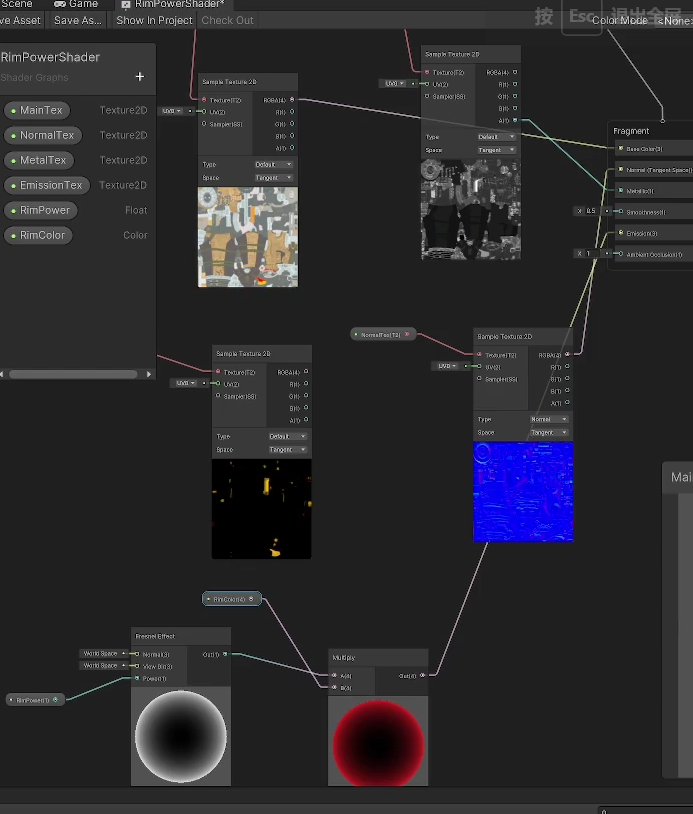 Scene Game RimPowerShader*
ve Asset Save As... Show In Project Check Out Color Mode <None>
按 Esc 退出全屏
RimPowerShader
Shader Graphs
+
MainTex Texture2D
NormalTex Texture2D
MetalTex Texture2D
EmissionTex Texture2D
RimPower Float
RimColor Color
Sample Texture 2D
UV0
Texture(T2) RGBA(4)
UV(2) R(1)
Sampler(SS) G(1)
B(1)
A(1)
Type Default
Space Tangent
Sample Texture 2D
UV0
Texture(T2) RGBA(4)
UV(2) R(1)
Sampler(SS) G(1)
B(1)
A(1)
Type Default
Space Tangent
Fragment
Base Color(3)
Normal (Tangent Space)(
Metallic(1)
X 0.5 Smoothness(1)
Emission(3)
X 1 Ambient Occlusion(1)
Sample Texture 2D
UV0
Texture(T2) RGBA(4)
UV(2) R(1)
Sampler(SS) G(1)
B(1)
A(1)
Type Default
Space Tangent
NormalTex(T2)
Sample Texture 2D
UV0
Texture(T2) RGBA(4)
UV(2) R(1)
Sampler(SS) G(1)
B(1)
A(1)
Type Normal
Space Tangent
Mai
RimColor(4)
Fresnel Effect
World Space Normal(3) Out(1)
World Space View Dir(3)
RimPower(1) Power(1)
Multiply
A(4) Out(4)
B(4)